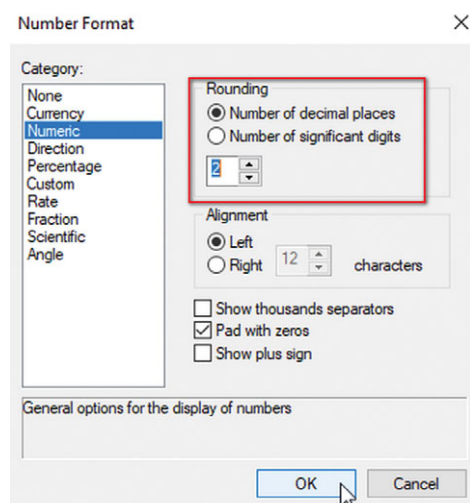 Number Format
Category:
None
Currency
Numeric
Direction
Percentage
Custom
Rate
Fraction
Scientific
Angle
Rounding
Number of decimal places
Number of significant digits
2
Alignment
Left
Right 12 characters
Show thousands separators
Pad with zeros
Show plus sign
General options for the display of numbers
OK Cancel